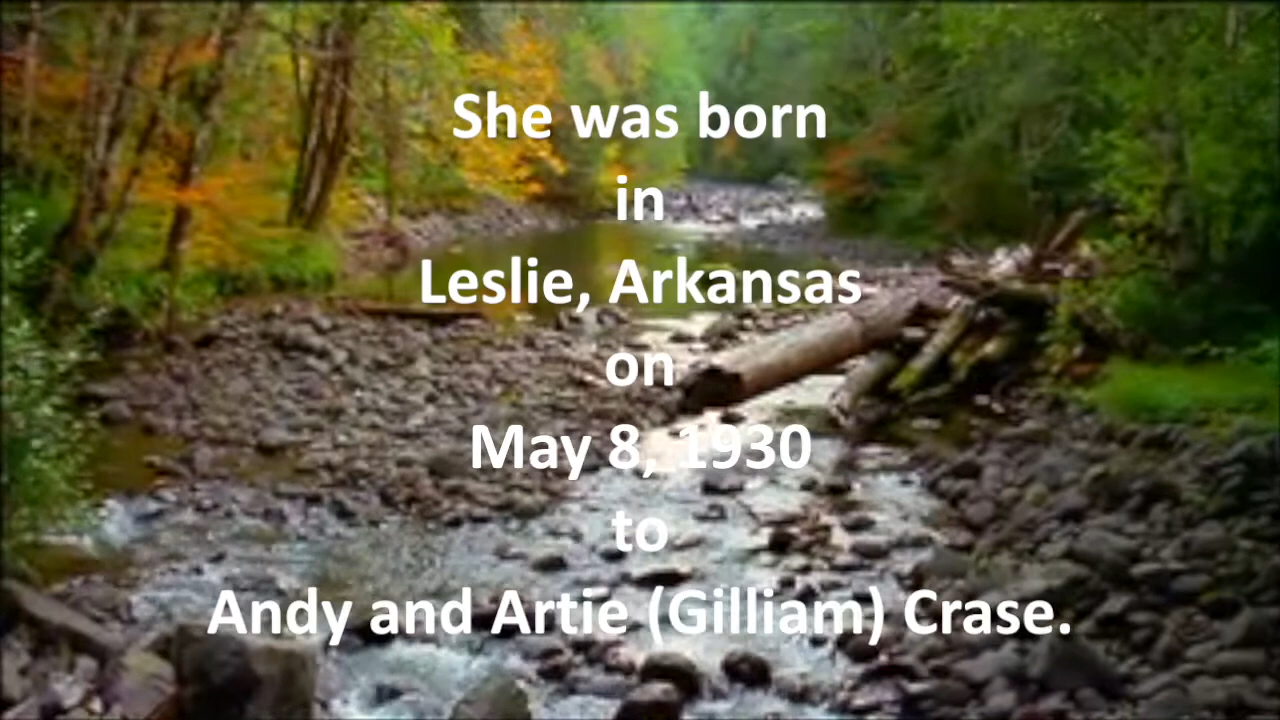 She was born
in
Leslie, Arkansas
on
May 8, 1930
to
Andy and Artie (Gilliam) Crase.